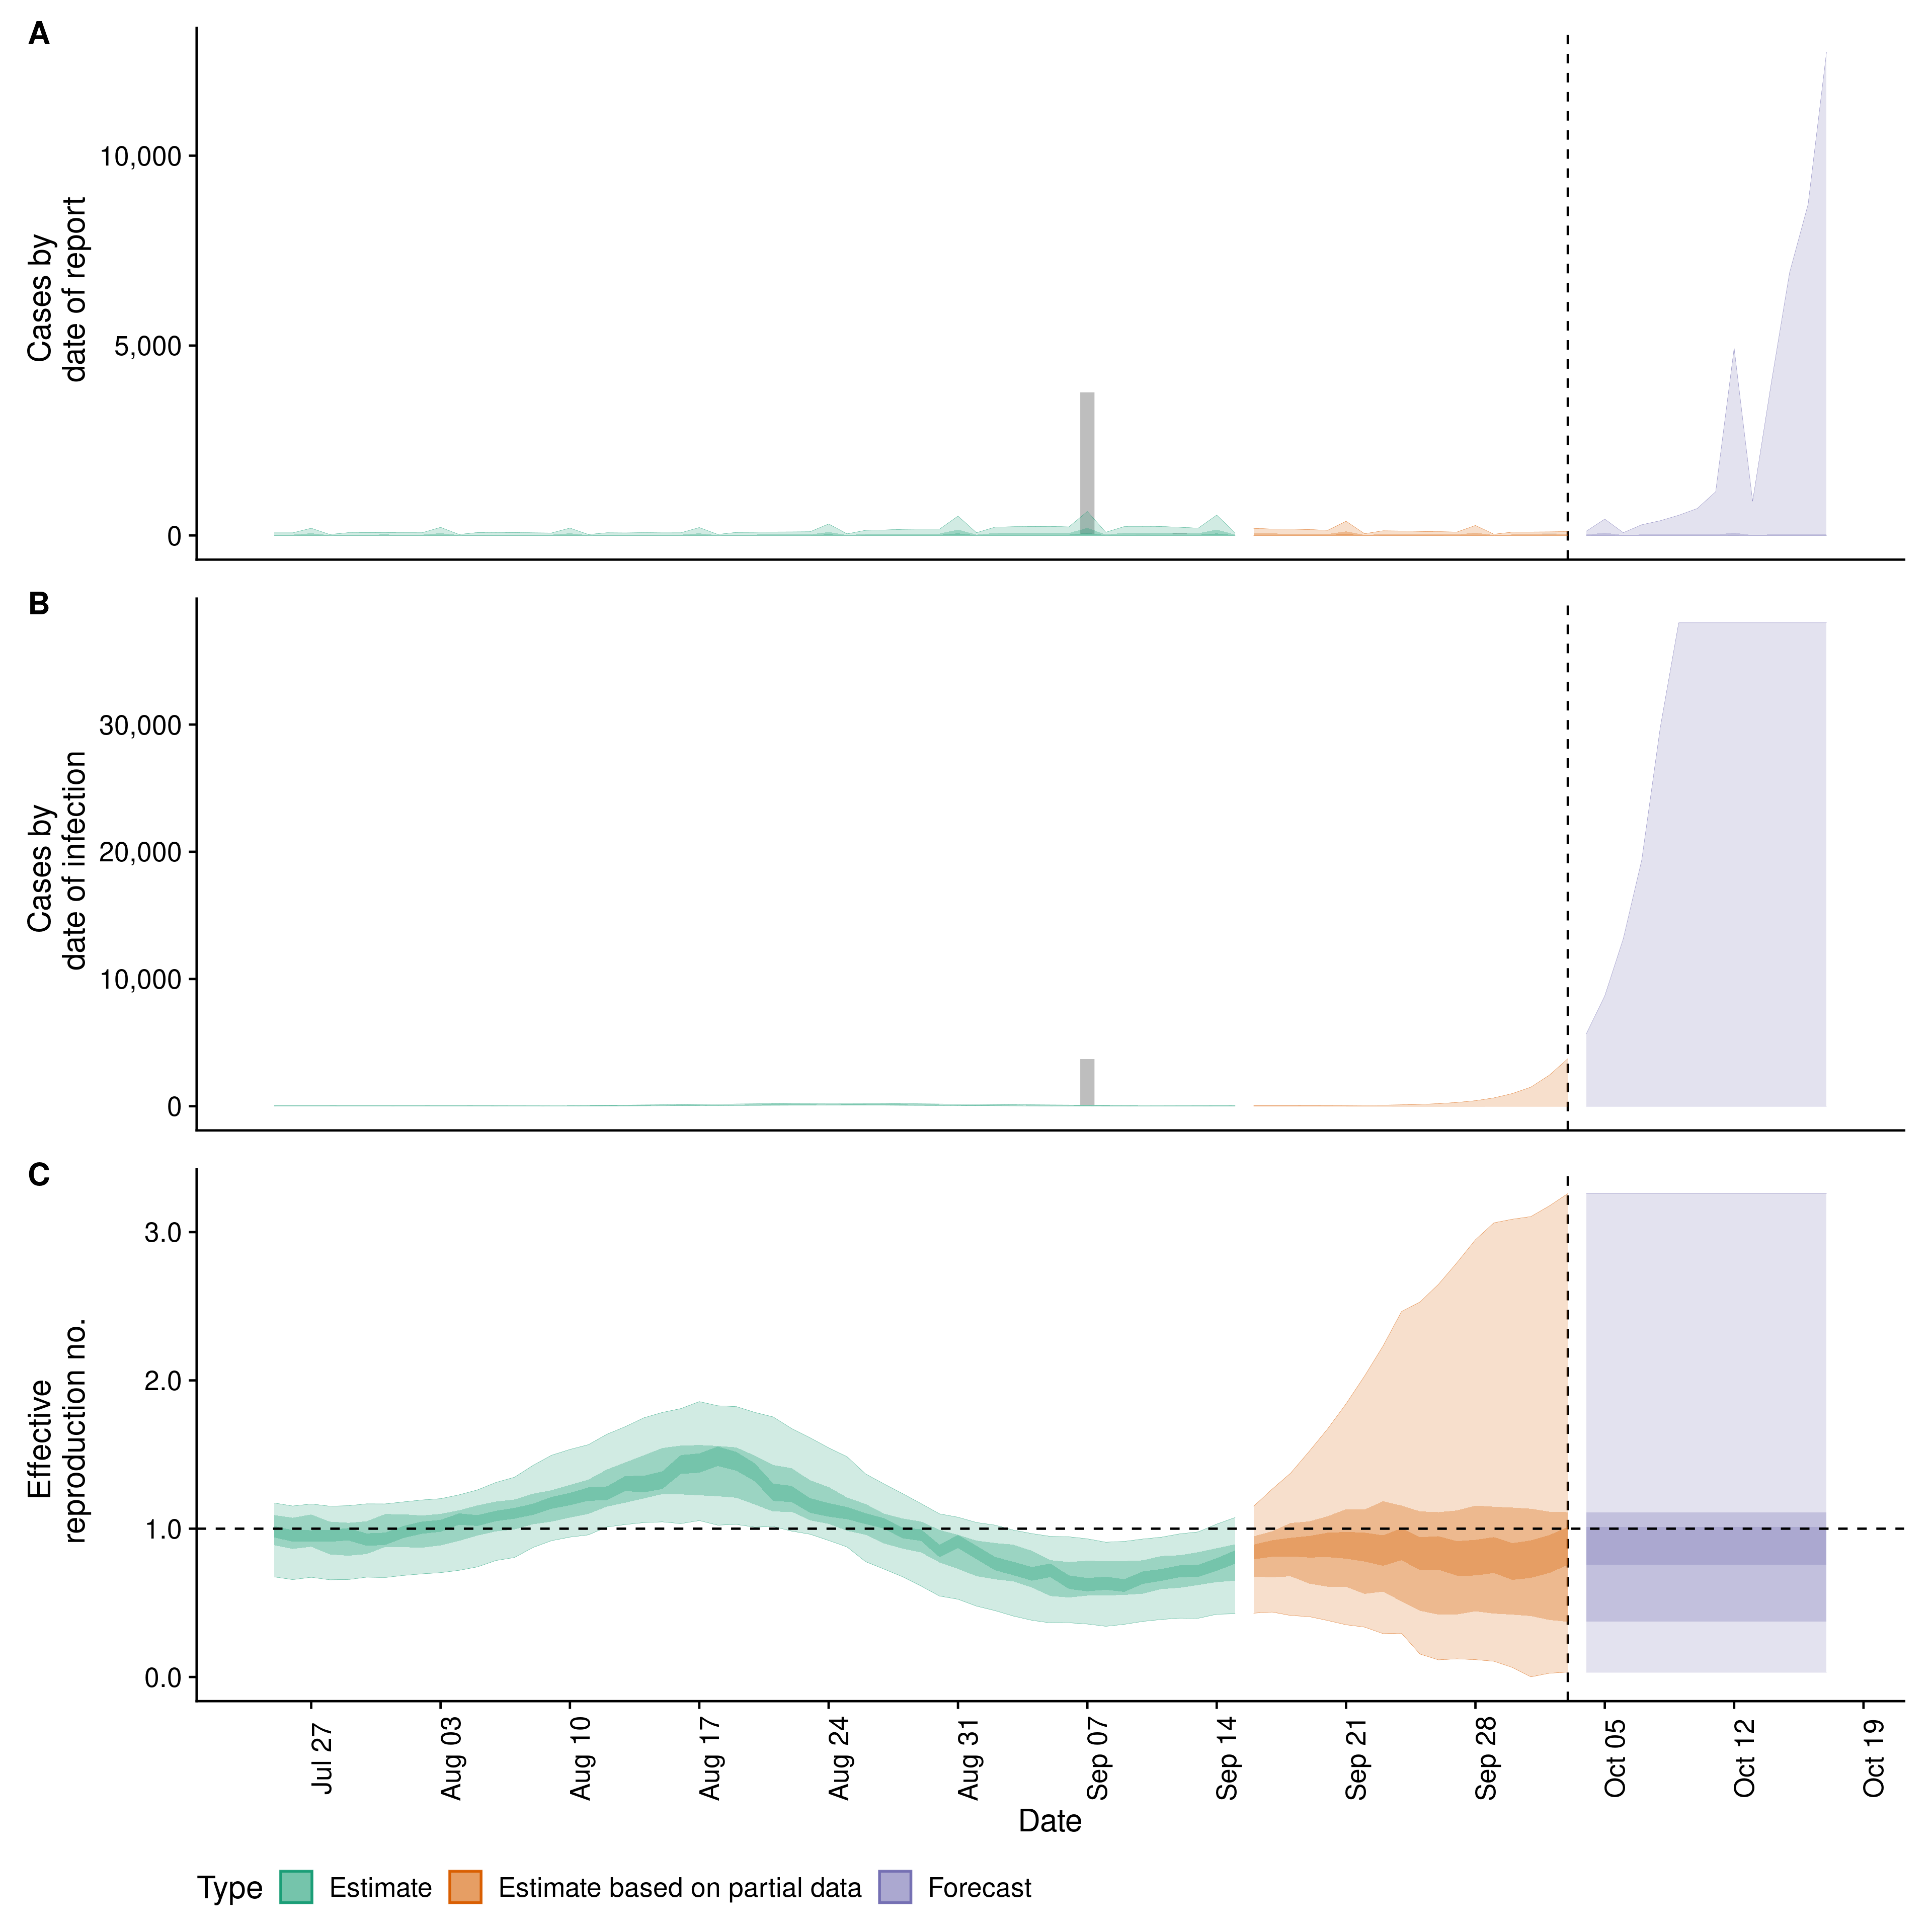 A
Cases by
date of report
10,000
5,000
0
B
Cases by
date of infection
30,000
20,000
10,000
0
C
Effective
reproduction no.
3.0
2.0
1.0
0.0
Jul 27
Aug 03
Aug 10
Aug 17
Aug 24
Aug 31
Sep 07
Sep 14
Sep 21
Sep 28
Oct 05
Oct 12
Oct 19
Date
Type Estimate Estimate based on partial data Forecast